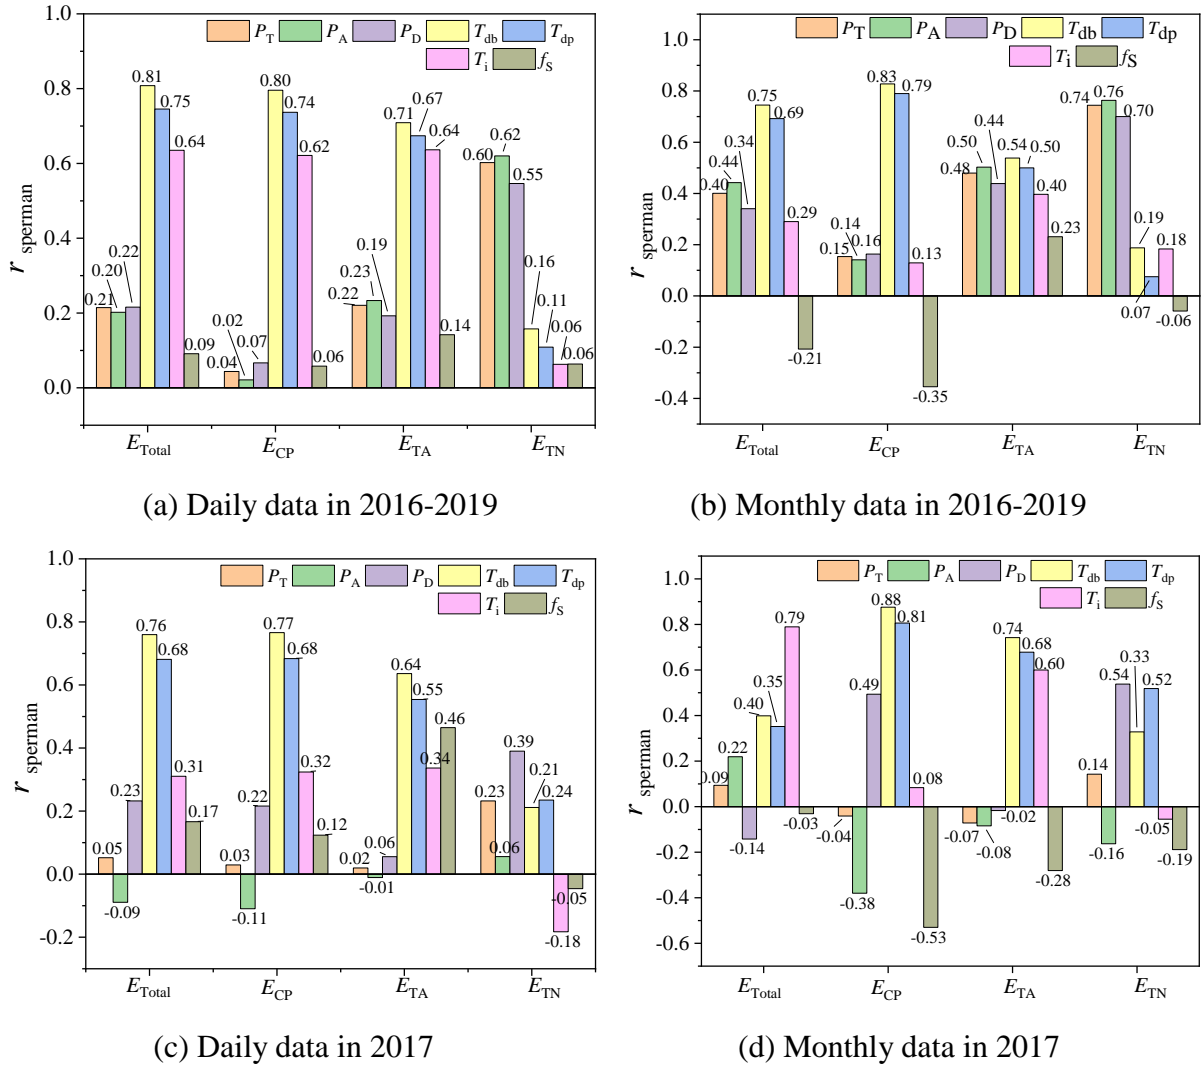 1.0
0.8
0.6
0.4
0.2
0.0
r sperman
P_T P_A P_D T_db T_dp
T_i f_S
0.21 0.20 0.22 0.81 0.75 0.64 0.09
0.04 0.02 0.07 0.80 0.74 0.62 0.06
0.22 0.23 0.19 0.71 0.67 0.64 0.14
0.60 0.62 0.55 0.16 0.11 0.06 0.06
E_Total E_CP E_TA E_TN
(a) Daily data in 2016-2019
1.0
0.8
0.6
0.4
0.2
0.0
-0.2
-0.4
r sperman
P_T P_A P_D T_db T_dp
T_i f_S
0.40 0.44 0.34 0.75 0.69 0.29 -0.21
0.15 0.14 0.16 0.83 0.79 0.13 -0.35
0.48 0.50 0.44 0.54 0.50 0.40 0.23
0.74 0.76 0.70 0.19 0.07 0.18 -0.06
E_Total E_CP E_TA E_TN
(b) Monthly data in 2016-2019
1.0
0.8
0.6
0.4
0.2
0.0
-0.2
r sperman
P_T P_A P_D T_db T_dp
T_i f_S
0.05 -0.09 0.23 0.76 0.68 0.31 0.17
0.03 -0.11 0.22 0.77 0.68 0.32 0.12
0.02 -0.01 0.06 0.64 0.55 0.34 0.46
0.23 0.06 0.39 0.21 0.24 -0.18 -0.05
E_Total E_CP E_TA E_TN
(c) Daily data in 2017
1.0
0.8
0.6
0.4
0.2
0.0
-0.2
-0.4
-0.6
r sperman
P_T P_A P_D T_db T_dp
T_i f_S
0.09 0.22 -0.14 0.40 0.35 0.79 -0.03
-0.04 -0.38 0.49 0.88 0.81 0.08 -0.53
-0.07 -0.08 -0.02 0.74 0.68 0.60 -0.28
0.14 -0.16 0.54 0.33 0.52 -0.05 -0.19
E_Total E_CP E_TA E_TN
(d) Monthly data in 2017